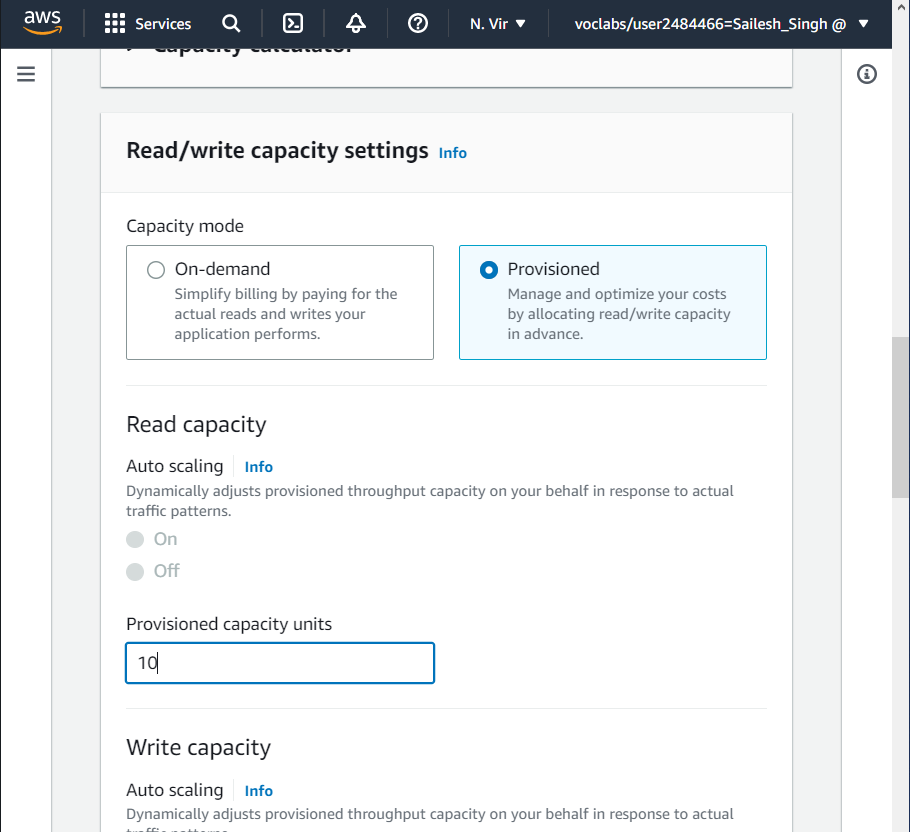 aws Services N. Vir voclabs/user2484466=Sailesh_Singh @
Capacity calculator
Read/write capacity settings Info
Capacity mode
On-demand
Simplify billing by paying for the
actual reads and writes your
application performs.
Provisioned
Manage and optimize your costs
by allocating read/write capacity
in advance.
Read capacity
Auto scaling Info
Dynamically adjusts provisioned throughput capacity on your behalf in response to actual
traffic patterns.
On
Off
Provisioned capacity units
10
Write capacity
Auto scaling Info
Dynamically adjusts provisioned throughput capacity on your behalf in response to actual
traffic patterns.